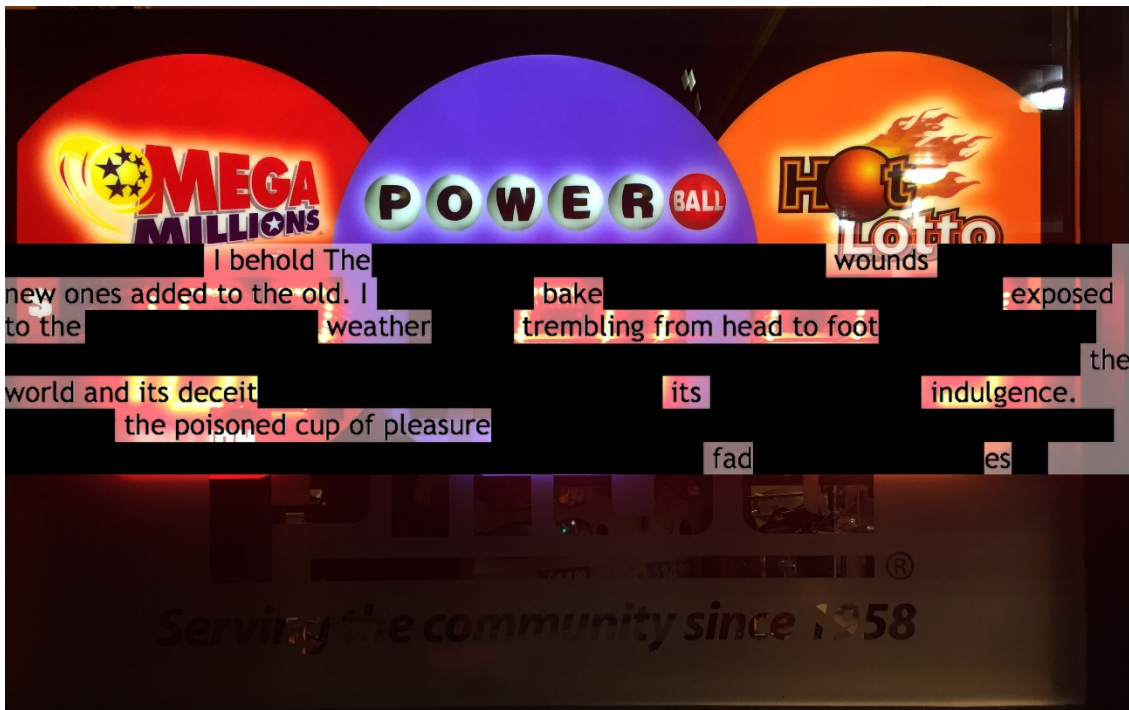 MEGA
MILLIONS
POWER BALL
Hot
Lotto
I behold The wounds
new ones added to the old. I bake exposed
to the weather trembling from head to foot
the
world and its deceit its indulgence.
the poisoned cup of pleasure
fad es
®
Serving the community since 1958